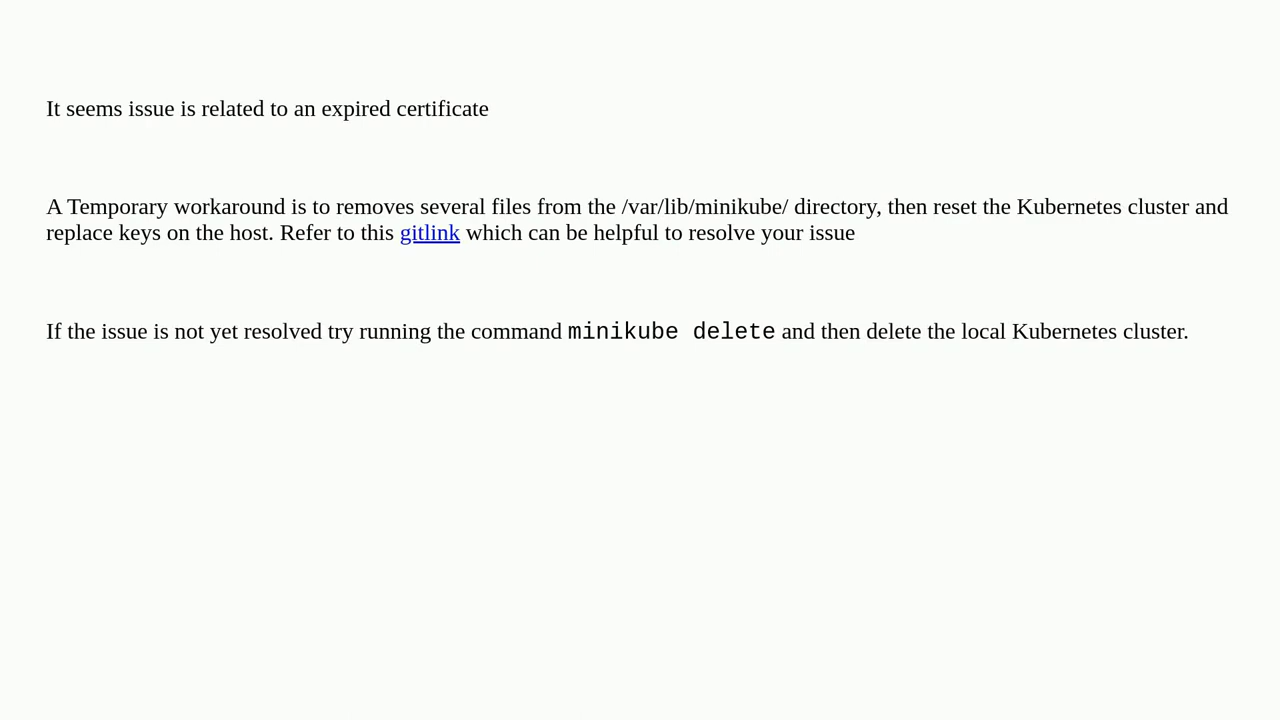 It seems issue is related to an expired certificate
A Temporary workaround is to removes several files from the /var/lib/minikube/ directory, then reset the Kubernetes cluster and
replace keys on the host. Refer to this gitlink which can be helpful to resolve your issue
If the issue is not yet resolved try running the command minikube delete and then delete the local Kubernetes cluster.